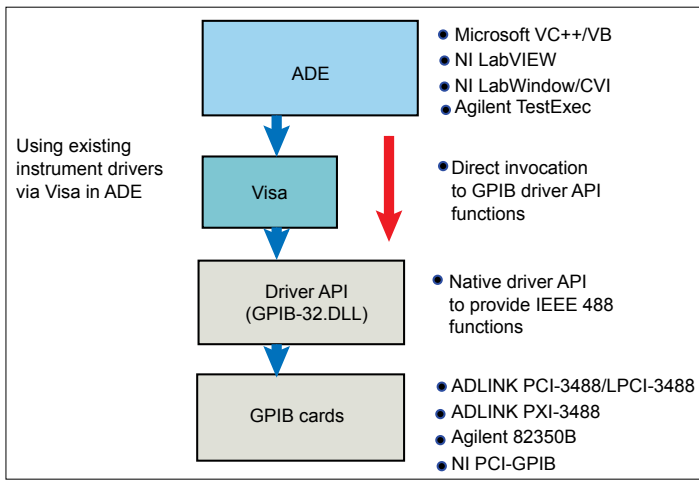 ADE
● Microsoft VC++/VB
● NI LabVIEW
● NI LabWindow/CVI
● Agilent TestExec
Using existing
instrument drivers
via Visa in ADE
Visa
● Direct invocation
to GPIB driver API
functions
Driver API
(GPIB-32.DLL)
● Native driver API
to provide IEEE 488
functions
GPIB cards
● ADLINK PCI-3488/LPCI-3488
● ADLINK PXI-3488
● Agilent 82350B
● NI PCI-GPIB